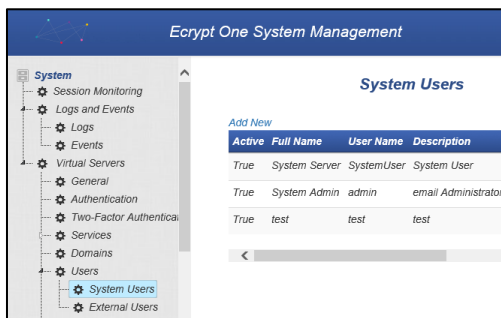 Ecrypt One System Management
System
Session Monitoring
Logs and Events
Logs
Events
Virtual Servers
General
Authentication
Two-Factor Authentica
Services
Domains
Users
System Users
External Users
System Users
Add New
Active Full Name User Name Description
True System Server SystemUser System User
True System Admin admin email Administrator
True test test test